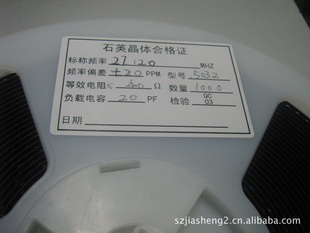 石英晶体合格证
标称频率 27.120 MHZ
频率偏差 ±20 PPM 型号 5032
等效电阻≤ Ω 数量 1000
负载电容 20 PF 检验 QC 03
日期
szjiasheng2.cn.alibaba.com